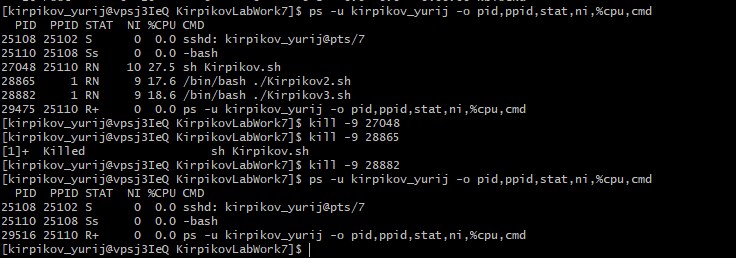 [kirpikov_yurij@vpsj3IeQ KirpikovLabWork7]$ ps -u kirpikov_yurij -o pid,ppid,stat,ni,%cpu,cmd
  PID  PPID STAT  NI %CPU CMD
25108 25102 S      0  0.0 sshd: kirpikov_yurij@pts/7
25110 25108 Ss     0  0.0 -bash
27048 25110 RN    10 27.5 sh Kirpikov.sh
28865     1 RN     9 17.6 /bin/bash ./Kirpikov2.sh
28882     1 RN     9 18.6 /bin/bash ./Kirpikov3.sh
29475 25110 R+     0  0.0 ps -u kirpikov_yurij -o pid,ppid,stat,ni,%cpu,cmd
[kirpikov_yurij@vpsj3IeQ KirpikovLabWork7]$ kill -9 27048
[kirpikov_yurij@vpsj3IeQ KirpikovLabWork7]$ kill -9 28865
[1]+  Killed                  sh Kirpikov.sh
[kirpikov_yurij@vpsj3IeQ KirpikovLabWork7]$ kill -9 28882
[kirpikov_yurij@vpsj3IeQ KirpikovLabWork7]$ ps -u kirpikov_yurij -o pid,ppid,stat,ni,%cpu,cmd
  PID  PPID STAT  NI %CPU CMD
25108 25102 S      0  0.0 sshd: kirpikov_yurij@pts/7
25110 25108 Ss     0  0.0 -bash
29516 25110 R+     0  0.0 ps -u kirpikov_yurij -o pid,ppid,stat,ni,%cpu,cmd
[kirpikov_yurij@vpsj3IeQ KirpikovLabWork7]$